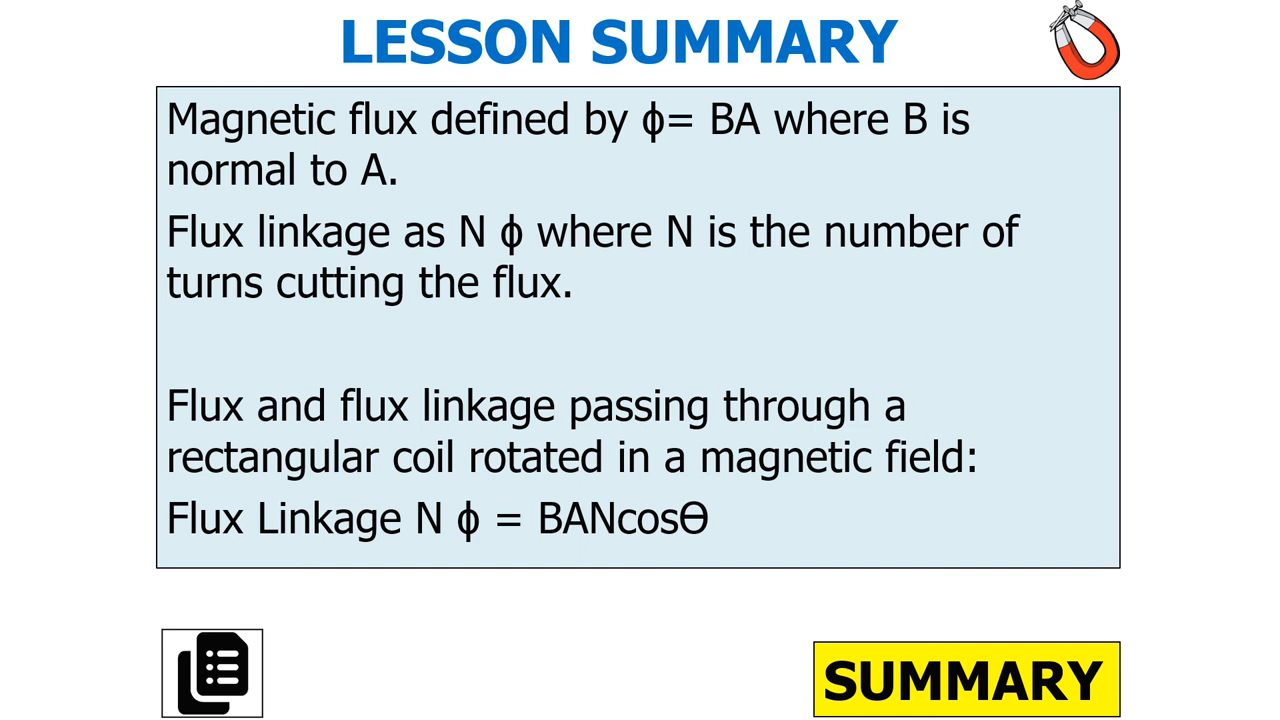 LESSON SUMMARY
Magnetic flux defined by ɸ= BA where B is
normal to A.
Flux linkage as N ɸ where N is the number of
turns cutting the flux.
Flux and flux linkage passing through a
rectangular coil rotated in a magnetic field:
Flux Linkage N ɸ = BANcosϴ
SUMMARY